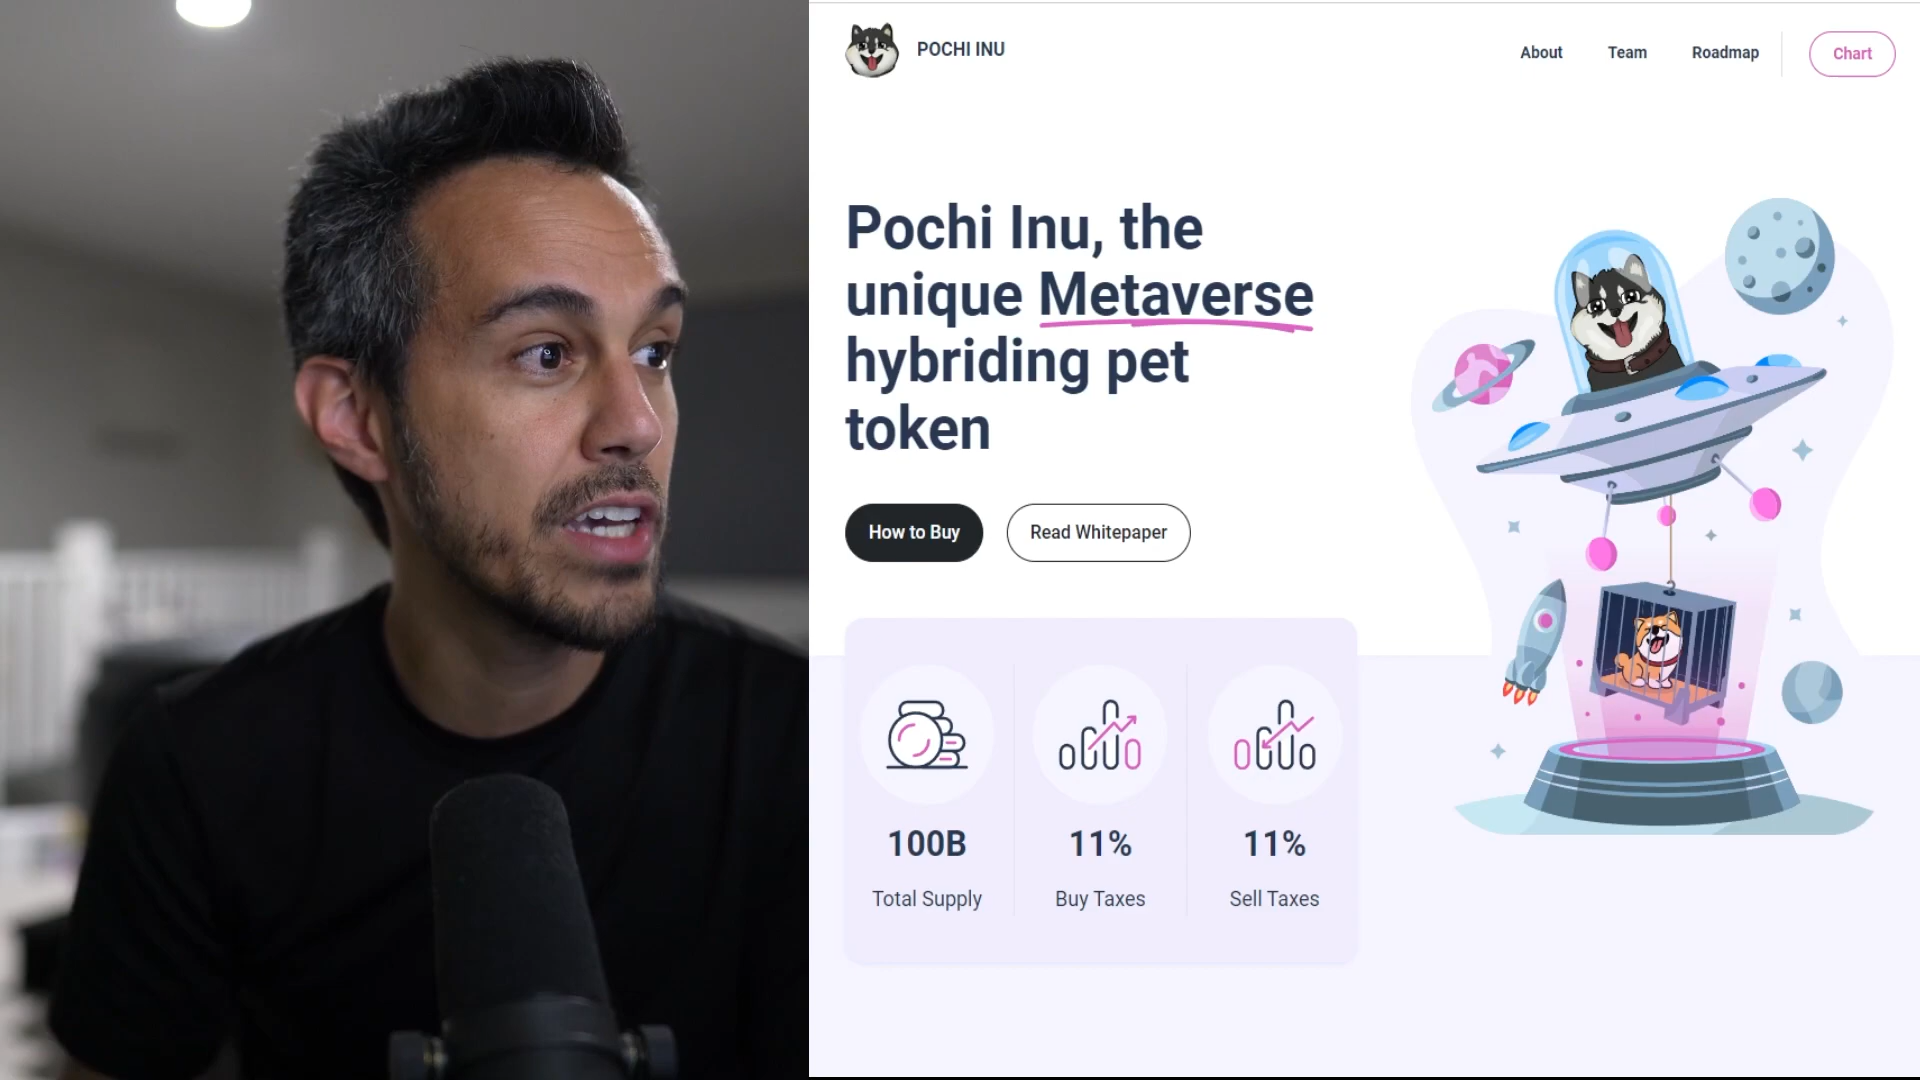 POCHI INU
About Team Roadmap Chart
Pochi Inu, the
unique Metaverse
hybriding pet
token
How to Buy Read Whitepaper
100B 11% 11%
Total Supply Buy Taxes Sell Taxes